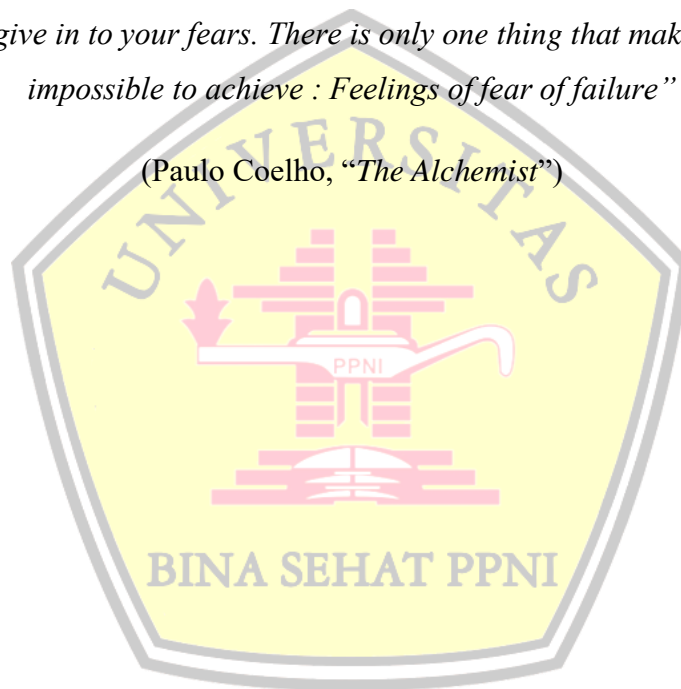 give in to your fears. There is only one thing that mak
impossible to achieve : Feelings of fear of failure”
(Paulo Coelho, “The Alchemist”)
UNIVERSITAS
PPNI
BINA SEHAT PPNI